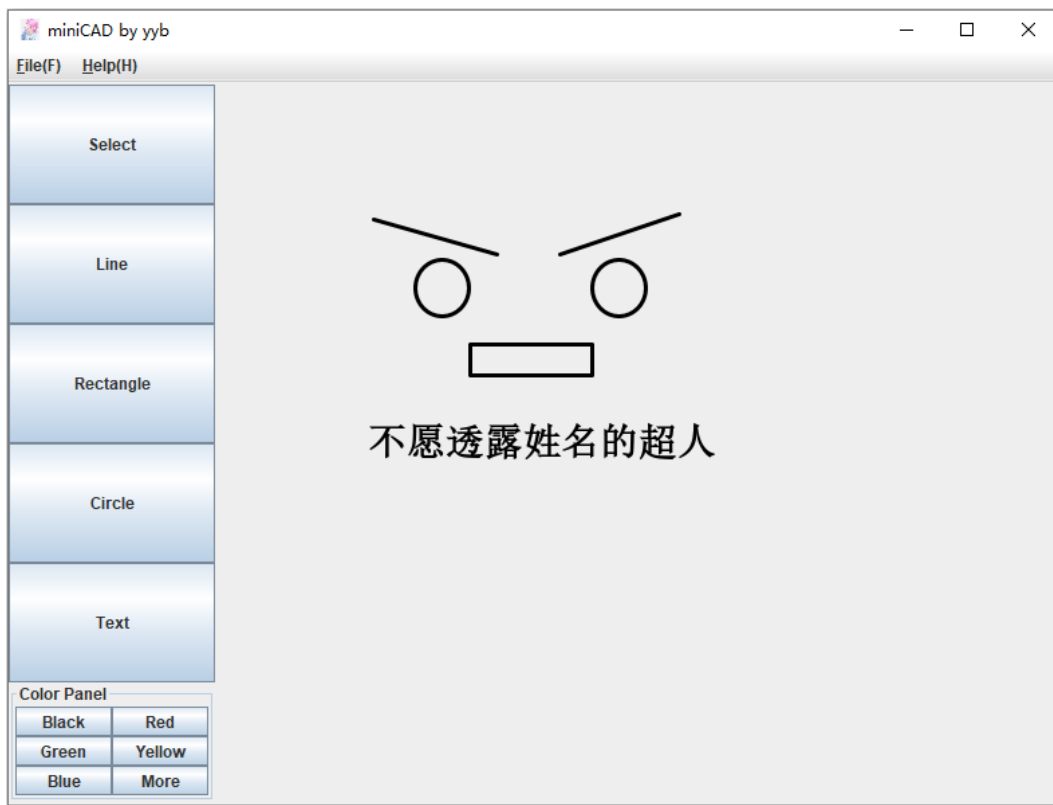 miniCAD by yyb
File(F) Help(H)
Select
Line
Rectangle
Circle
Text
不愿透露姓名的超人
Color Panel
Black Red
Green Yellow
Blue More